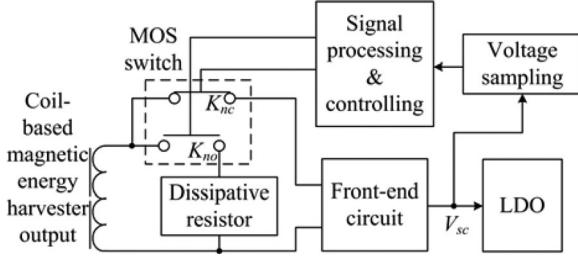 MOS
switch
Signal
processing
&
controlling
Voltage
sampling
Coil-
based
magnetic
energy
harvester
output
Knc
Kno
Dissipative
resistor
Front-end
circuit
Vsc
LDO